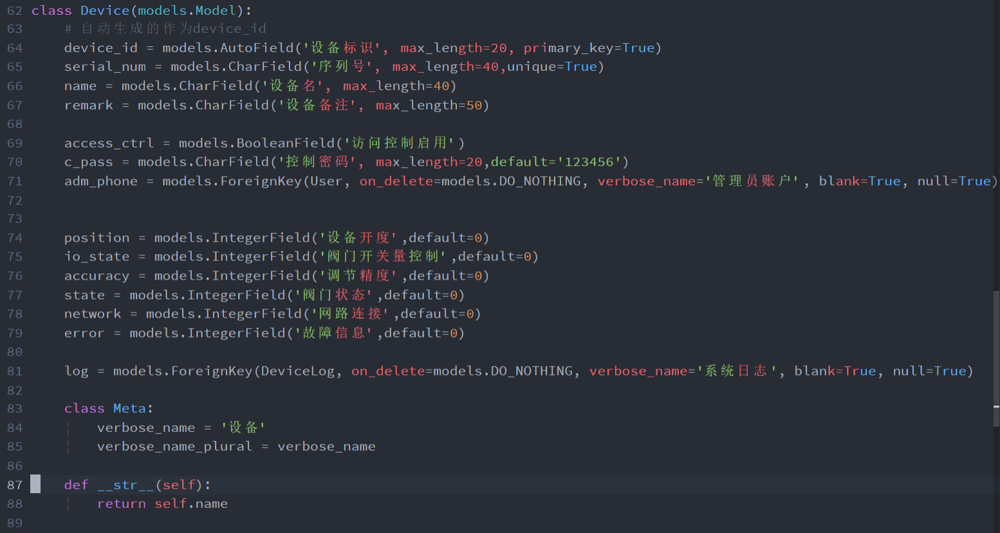 62 class Device(models.Model):
63     # 自动生成的作为device_id
64     device_id = models.AutoField('设备标识', max_length=20, primary_key=True)
65     serial_num = models.CharField('序列号', max_length=40,unique=True)
66     name = models.CharField('设备名', max_length=40)
67     remark = models.CharField('设备备注', max_length=50)
68
69     access_ctrl = models.BooleanField('访问控制启用')
70     c_pass = models.CharField('控制密码', max_length=20,default='123456')
71     adm_phone = models.ForeignKey(User, on_delete=models.DO_NOTHING, verbose_name='管理员账户', blank=True, null=True)
72
73
74     position = models.IntegerField('设备开度',default=0)
75     io_state = models.IntegerField('阀门开关量控制',default=0)
76     accuracy = models.IntegerField('调节精度',default=0)
77     state = models.IntegerField('阀门状态',default=0)
78     network = models.IntegerField('网路连接',default=0)
79     error = models.IntegerField('故障信息',default=0)
80
81     log = models.ForeignKey(DeviceLog, on_delete=models.DO_NOTHING, verbose_name='系统日志', blank=True, null=True)
82
83     class Meta:
84         verbose_name = '设备'
85         verbose_name_plural = verbose_name
86
87     def __str__(self):
88         return self.name
89